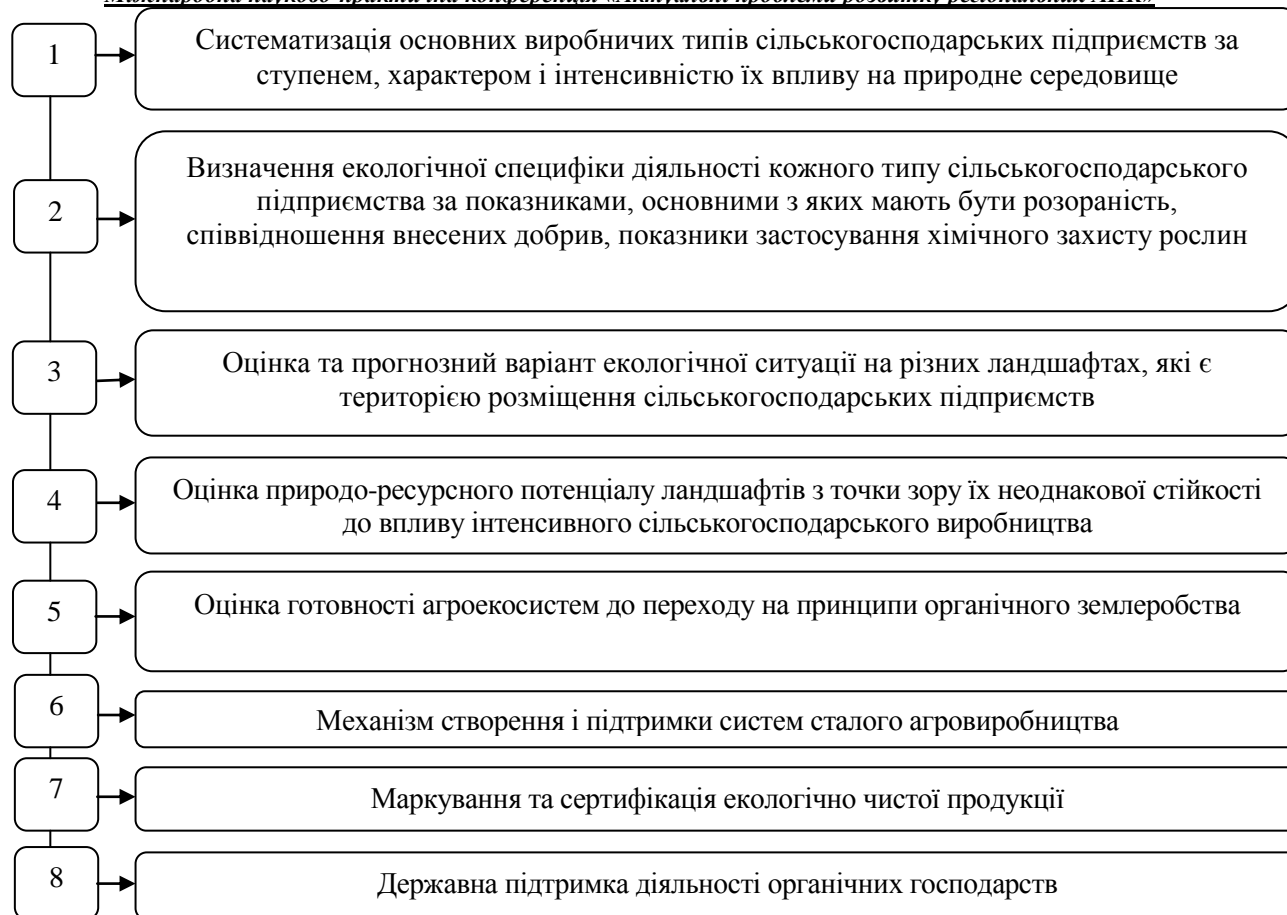 1
Систематизація основних виробничих типів сільськогосподарських підприємств за
ступенем, характером і інтенсивністю їх впливу на природне середовище
2
Визначення екологічної специфіки діяльності кожного типу сільськогосподарського
підприємства за показниками, основними з яких мають бути розораність,
співвідношення внесених добрив, показники застосування хімічного захисту рослин
3
Оцінка та прогнозний варіант екологічної ситуації на різних ландшафтах, які є
територією розміщення сільськогосподарських підприємств
4
Оцінка природо-ресурсного потенціалу ландшафтів з точки зору їх неоднакової стійкості
до впливу інтенсивного сільськогосподарського виробництва
5
Оцінка готовності агроекосистем до переходу на принципи органічного землеробства
6
Механізм створення і підтримки систем сталого агровиробництва
7
Маркування та сертифікація екологічно чистої продукції
8
Державна підтримка діяльності органічних господарств